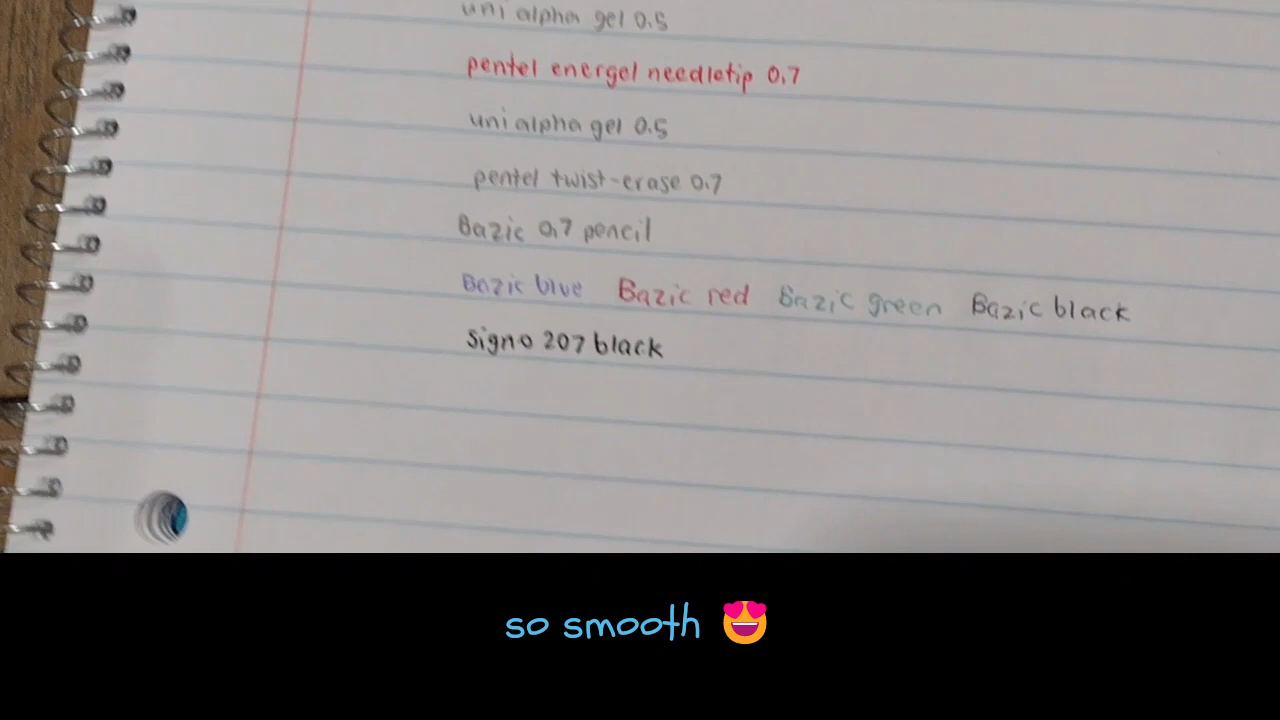 uni alpha gel 0.5
pentel energel needletip 0.7
uni alpha gel 0.5
pentel twist-erase 0.7
Bazic 0.7 pencil
Bazic blue Bazic red Bazic green Bazic black
Signo 207 black
so smooth 😍